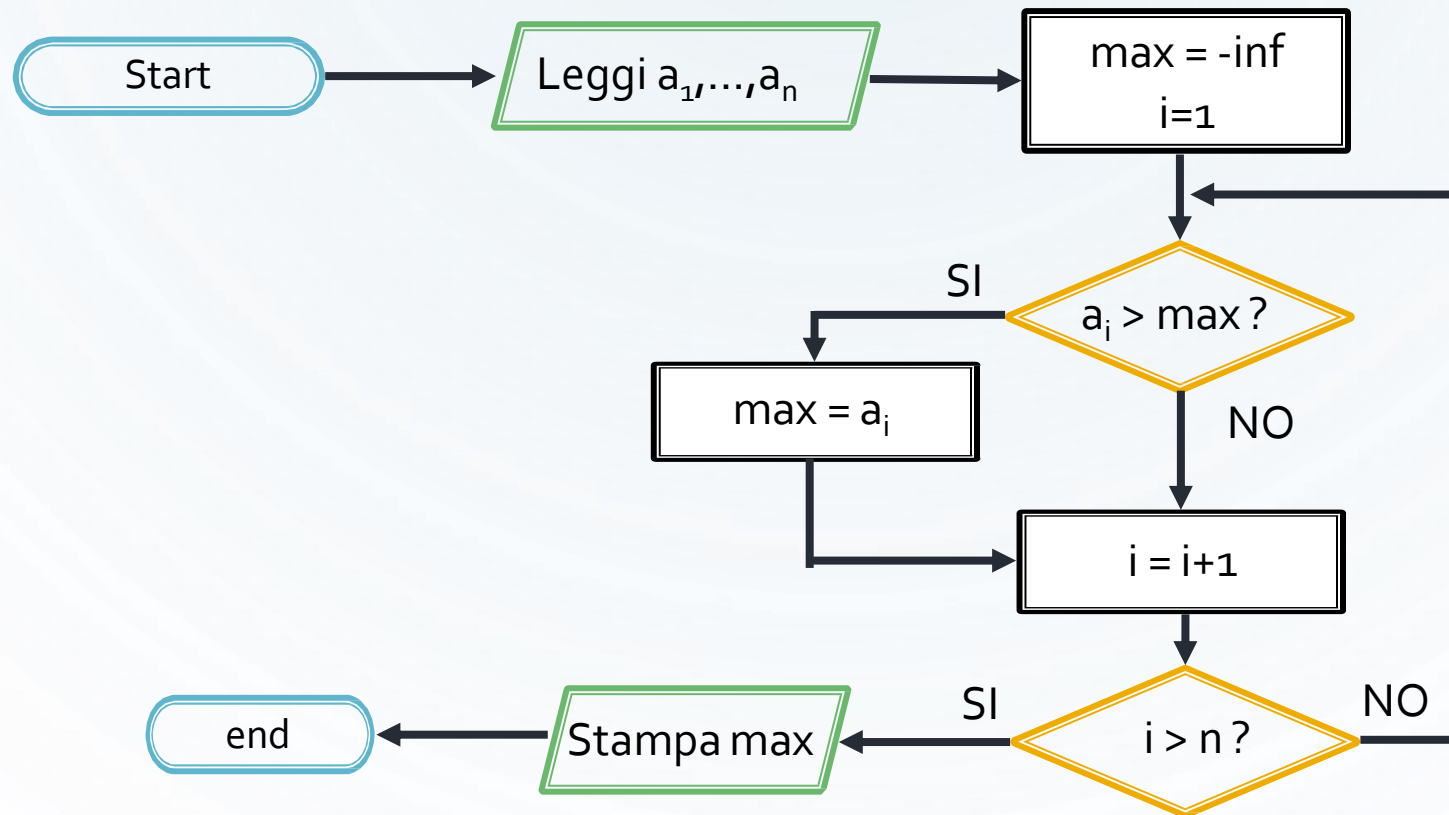 Start
Leggi a₁,...,aₙ
max = -inf
i=1
SI
aᵢ > max ?
max = aᵢ
NO
i = i+1
end
Stampa max
SI
i > n ?
NO